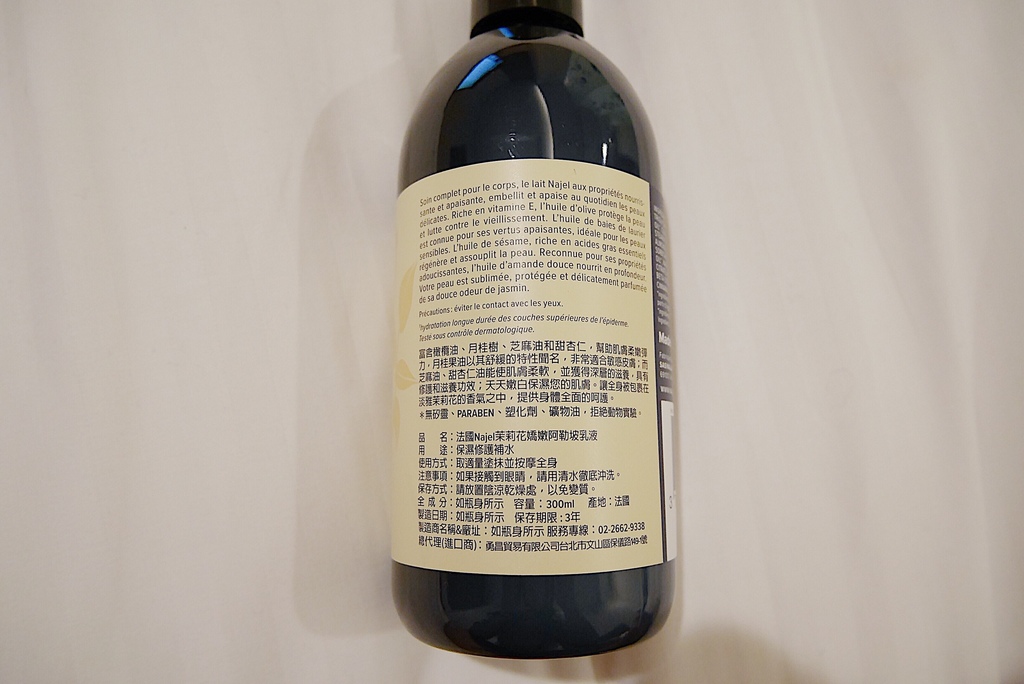 Soin complet pour le corps, le lait Najel aux propriétés nourris-
sante et apaisante, embellit et apaise au quotidien les peaux
délicates. Riche en vitamine E, l'huile d'olive protège la peau
et lutte contre le vieillissement. L'huile de baies de laurier
est connue pour ses vertus apaisantes, idéale pour les peaux
sensibles. L'huile de sésame, riche en acides gras essentiels
régénère et assouplit la peau. Reconnue pour ses propriétés
adoucissantes, l'huile d'amande douce nourrit en profondeur.
Votre peau est sublimée, protégée et délicatement parfumée
de sa douce odeur de jasmin.
Précautions: éviter le contact avec les yeux.
*hydratation longue durée des couches supérieures de l'épiderme.
Testé sous contrôle dermatologique.
富含橄欖油、月桂樹、芝麻油和甜杏仁，幫助肌膚柔嫩彈
力，月桂果油以其舒緩的特性聞名，非常適合敏感皮膚；而
芝麻油、甜杏仁油能使肌膚柔軟，並獲得深層的滋養，具有
修護和滋養功效；天天嫩白保濕您的肌膚。讓全身被包裹在
淡雅茉莉花的香氣之中，提供身體全面的呵護。
＊無矽靈、PARABEN、塑化劑、礦物油，拒絕動物實驗。
品　　名：法國Najel茉莉花嬌嫩阿勒坡乳液
用　　途：保濕修護補水
使用方式：取適量塗抹並按摩全身
注意事項：如果接觸到眼睛，請用清水徹底沖洗。
保存方式：請放置陰涼乾燥處，以免變質。
全 成 分：如瓶身所示　容量：300ml　產地：法國
製造日期：如瓶身所示　保存期限：3年
製造商名稱&廠址：如瓶身所示 服務專線：02-2662-9338
總代理(進口商)：勇昌貿易有限公司台北市文山區保儀路149-1號